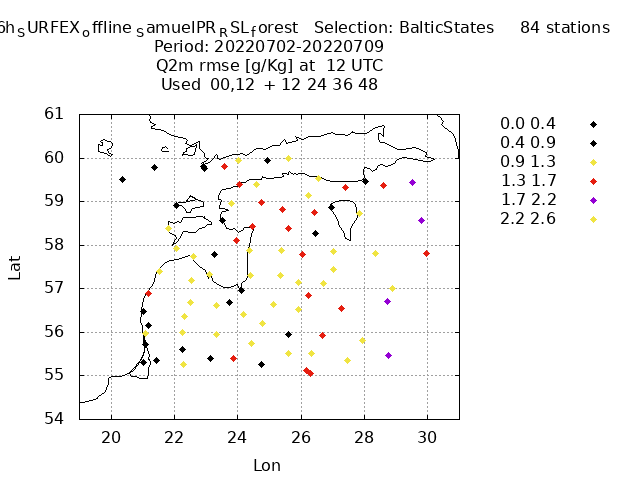 6h_SURFEX_offline_SamuelPR_RSL_forest Selection: BalticStates 84 stations
Period: 20220702-20220709
Q2m rmse [g/Kg] at 12 UTC
Used 00,12 + 12 24 36 48
61
60
59
58
57
56
55
54
20 22 24 26 28 30
Lat
Lon
0.0 0.4
0.4 0.9
0.9 1.3
1.3 1.7
1.7 2.2
2.2 2.6